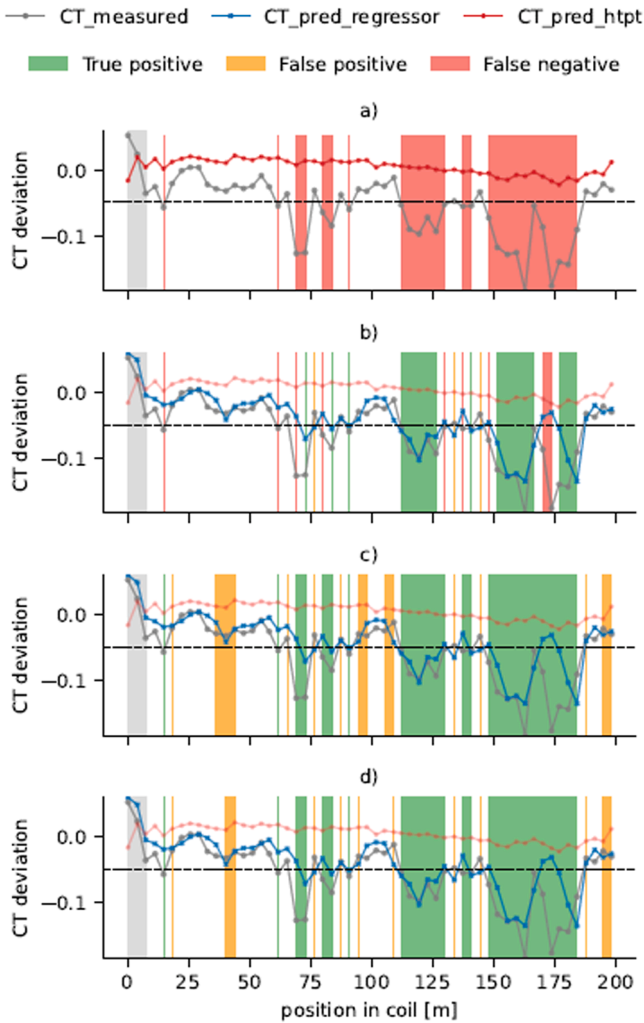 CT_measured CT_pred_regressor CT_pred_htpt
True positive False positive False negative
a)
0.0
−0.1
CT deviation
b)
0.0
−0.1
CT deviation
c)
0.0
−0.1
CT deviation
d)
0.0
−0.1
CT deviation
0 25 50 75 100 125 150 175 200
position in coil [m]